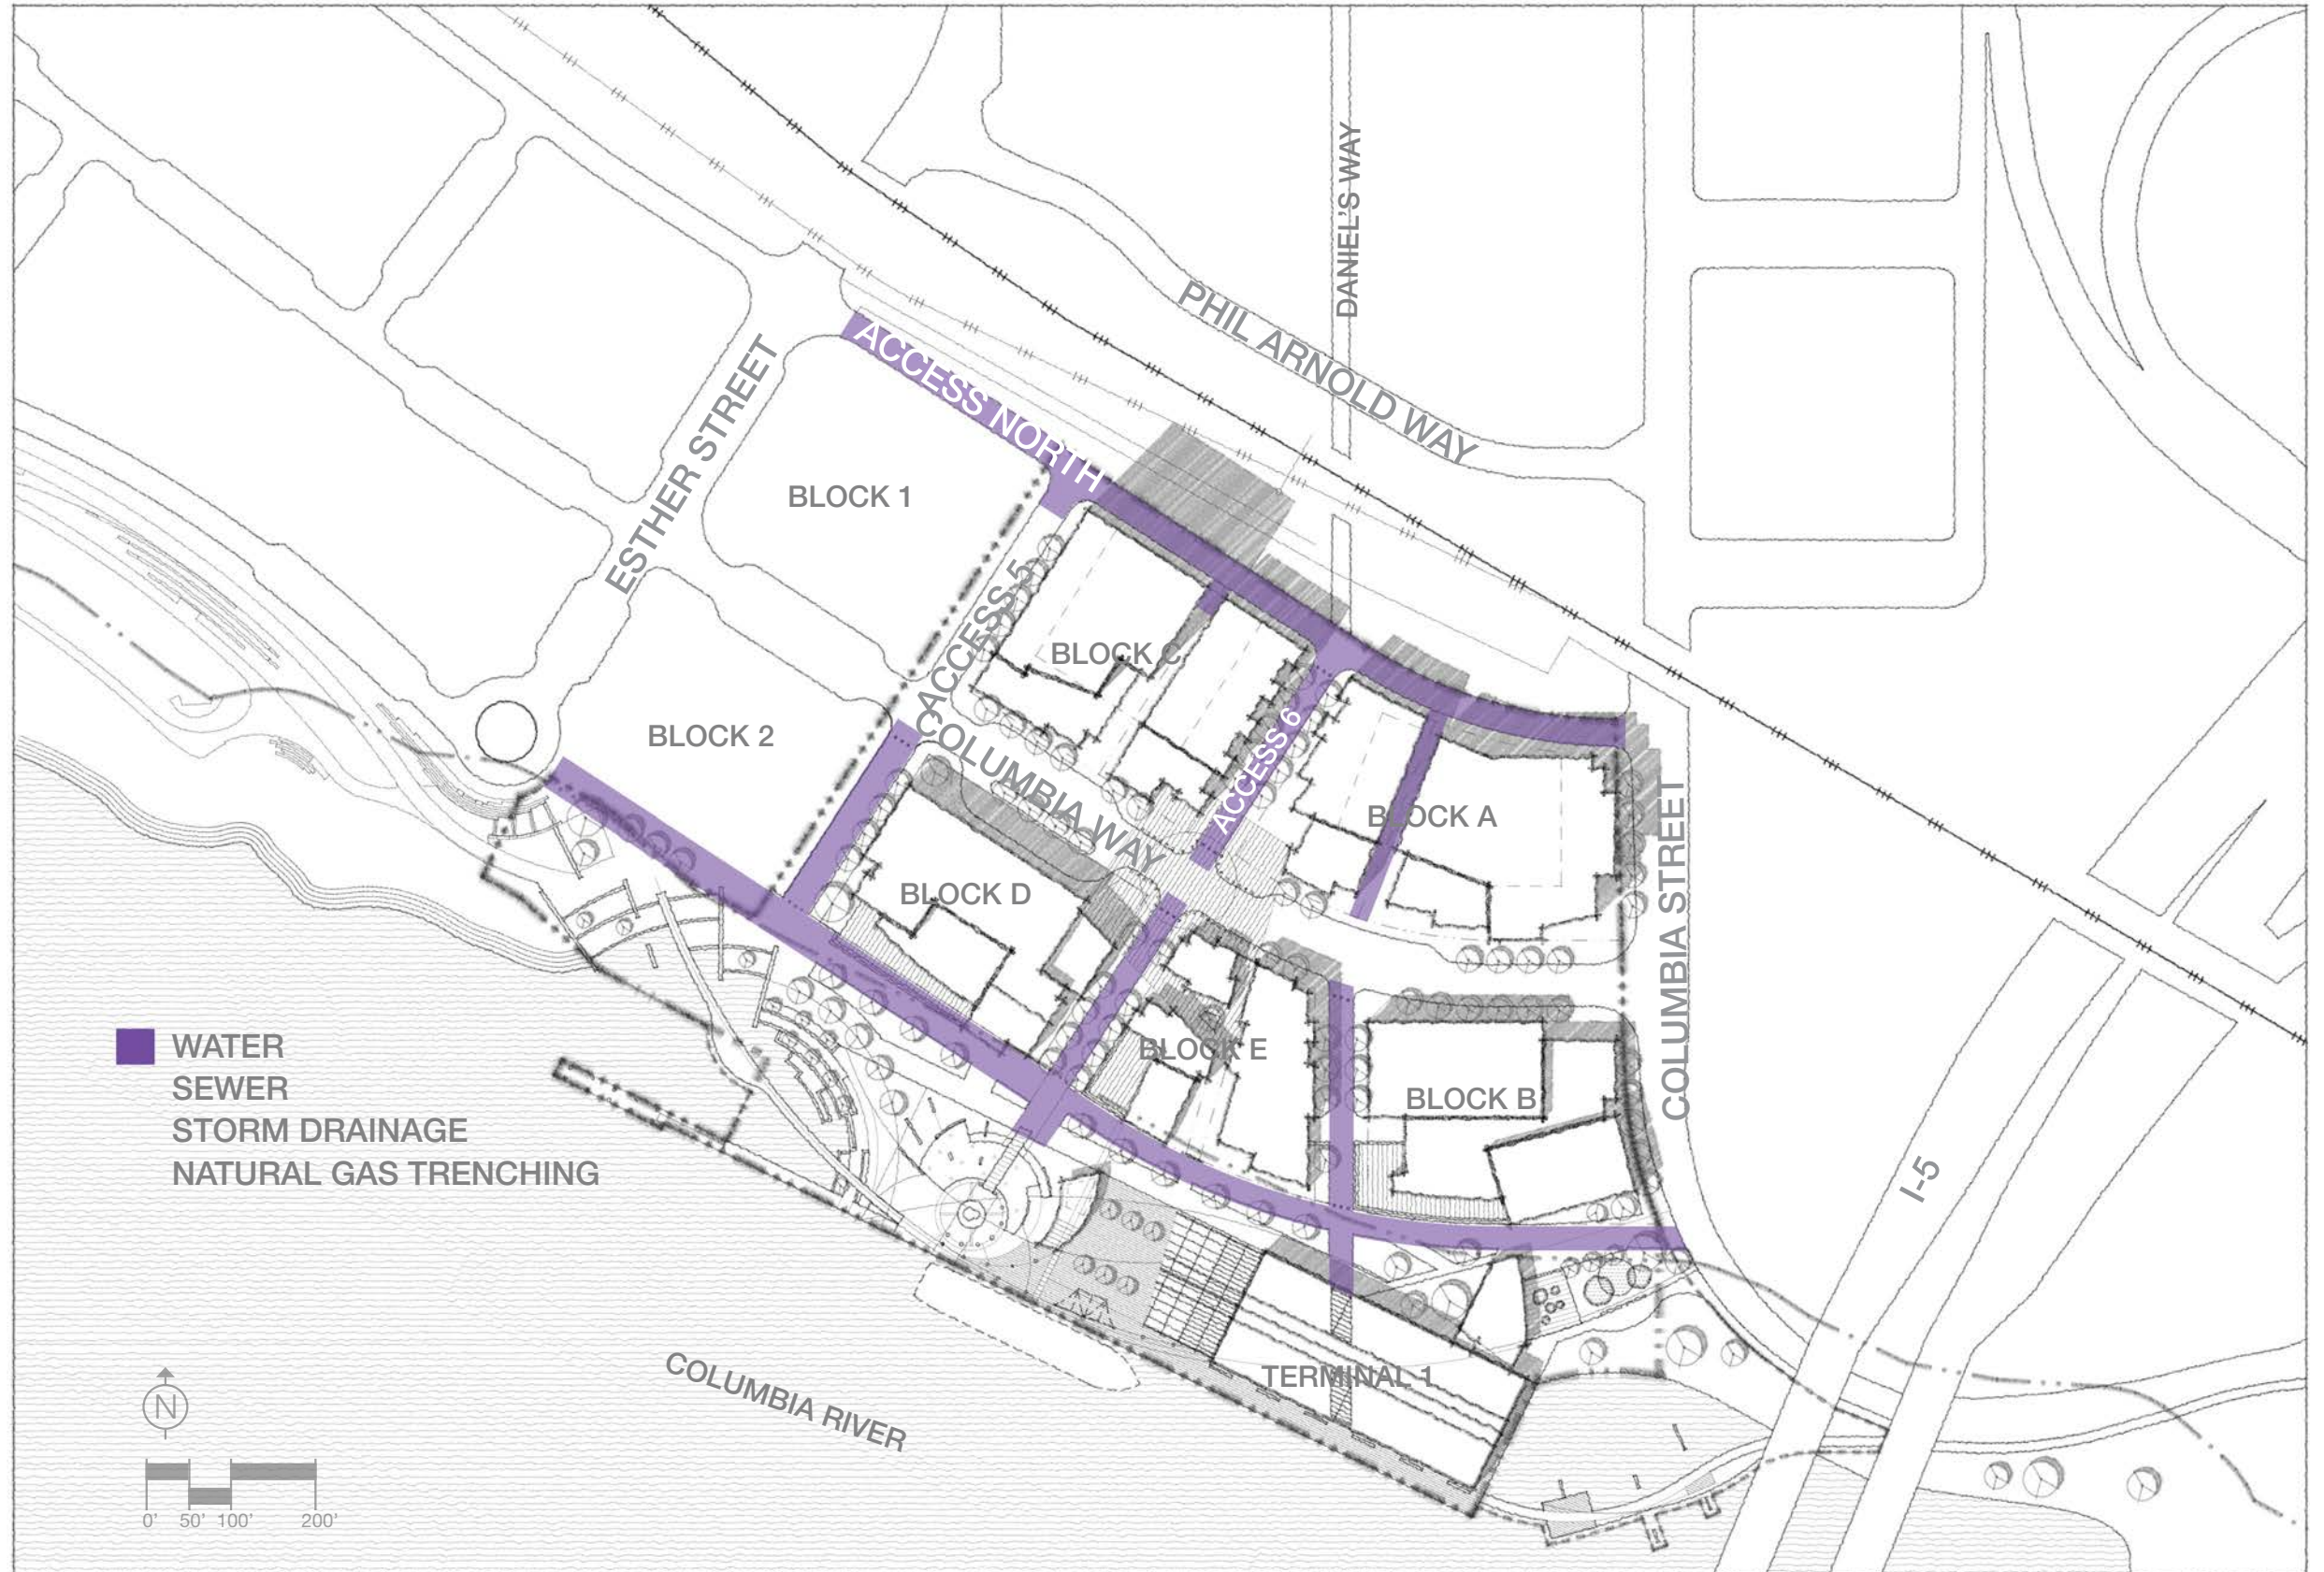 DANIEL'S WAY
PHIL ARNOLD WAY
ACCESS NORTH
ESTHER STREET
BLOCK 1
ACCESS 5
BLOCK C
BLOCK 2
COLUMBIA WAY
ACCESS 6
BLOCK A
COLUMBIA STREET
BLOCK D
BLOCK E
BLOCK B
WATER
SEWER
STORM DRAINAGE
NATURAL GAS TRENCHING
I-5
TERMINAL 1
COLUMBIA RIVER
N
0' 50' 100' 200'